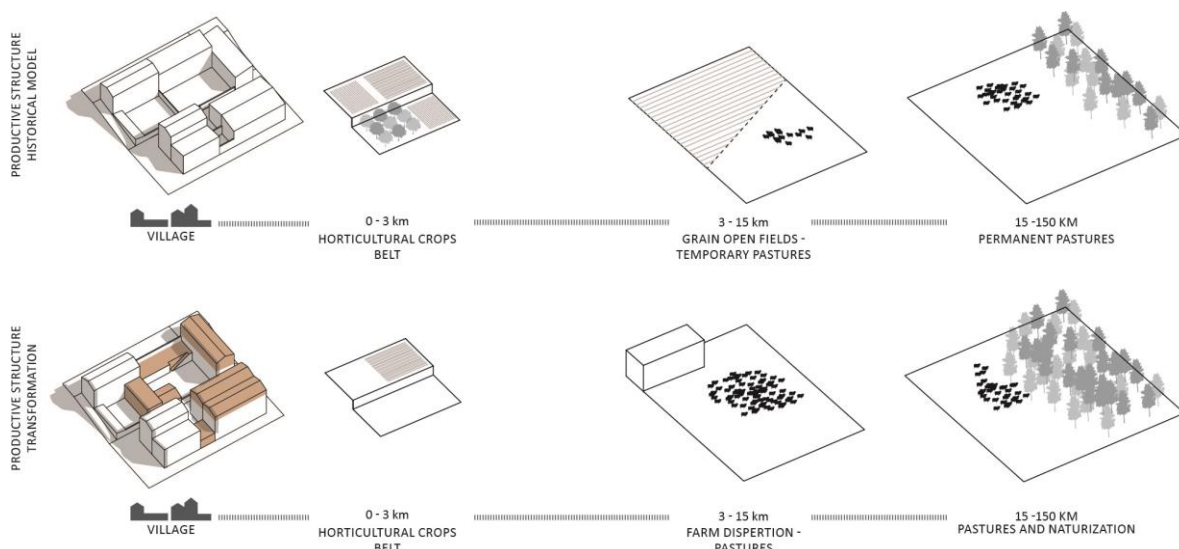 PRODUCTIVE STRUCTURE
HISTORICAL MODEL
VILLAGE
0 - 3 km
HORTICULTURAL CROPS
BELT
3 - 15 km
GRAIN OPEN FIELDS -
TEMPORARY PASTURES
15 -150 KM
PERMANENT PASTURES
PRODUCTIVE STRUCTURE
TRANSFORMATION
VILLAGE
0 - 3 km
HORTICULTURAL CROPS
BELT
3 - 15 km
FARM DISPERTION -
PASTURES
15 -150 KM
PASTURES AND NATURIZATION